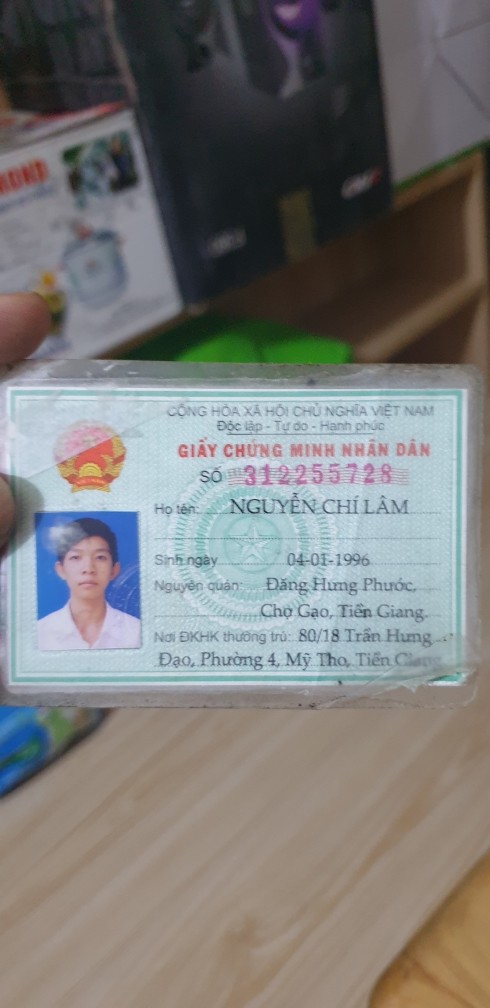 MOND
CỘNG HÒA XÃ HỘI CHỦ NGHĨA VIỆT NAM
Độc lập - Tự do - Hạnh phúc
GIẤY CHỨNG MINH NHÂN DÂN
SỐ 312255728
Họ tên: NGUYỄN CHÍ LÂM
Sinh ngày 04-01-1996
Nguyên quán: Đăng Hưng Phước,
Chợ Gạo, Tiền Giang.
Nơi ĐKHK thường trú: 80/18 Trần Hưng
Đạo, Phường 4, Mỹ Tho, Tiền Giang